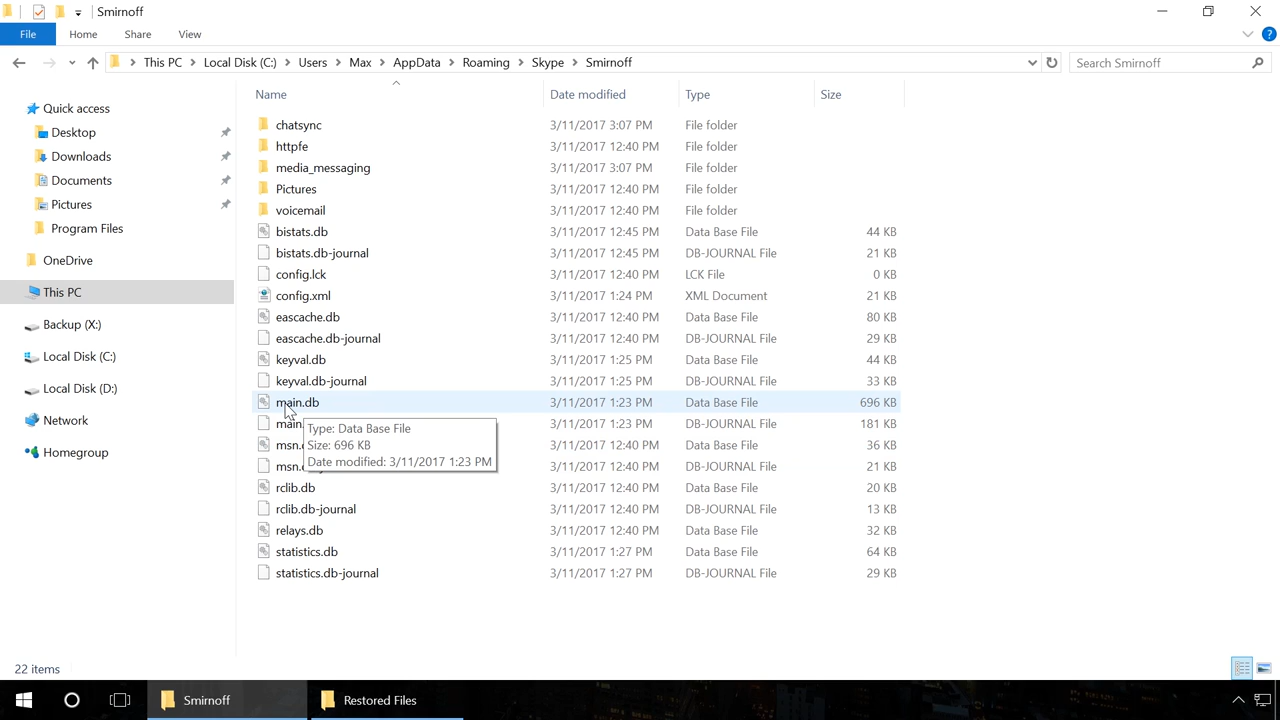 Smirnoff
File Home Share View
This PC Local Disk (C:) Users Max AppData Roaming Skype Smirnoff Search Smirnoff
Name Date modified Type Size
Quick access
Desktop
Downloads
Documents
Pictures
Program Files
OneDrive
This PC
Backup (X:)
Local Disk (C:)
Local Disk (D:)
Network
Homegroup
chatsync 3/11/2017 3:07 PM File folder
httpfe 3/11/2017 12:40 PM File folder
media_messaging 3/11/2017 3:07 PM File folder
Pictures 3/11/2017 12:40 PM File folder
voicemail 3/11/2017 12:40 PM File folder
bistats.db 3/11/2017 12:45 PM Data Base File 44 KB
bistats.db-journal 3/11/2017 12:45 PM DB-JOURNAL File 21 KB
config.lck 3/11/2017 12:40 PM LCK File 0 KB
config.xml 3/11/2017 1:24 PM XML Document 21 KB
eascache.db 3/11/2017 12:40 PM Data Base File 80 KB
eascache.db-journal 3/11/2017 12:40 PM DB-JOURNAL File 29 KB
keyval.db 3/11/2017 1:25 PM Data Base File 44 KB
keyval.db-journal 3/11/2017 1:25 PM DB-JOURNAL File 33 KB
main.db 3/11/2017 1:23 PM Data Base File 696 KB
main. 3/11/2017 1:23 PM DB-JOURNAL File 181 KB
msn. 3/11/2017 12:40 PM Data Base File 36 KB
msn. 3/11/2017 12:40 PM DB-JOURNAL File 21 KB
Type: Data Base File
Size: 696 KB
Date modified: 3/11/2017 1:23 PM
rclib.db 3/11/2017 12:40 PM Data Base File 20 KB
rclib.db-journal 3/11/2017 12:40 PM DB-JOURNAL File 13 KB
relays.db 3/11/2017 12:40 PM Data Base File 32 KB
statistics.db 3/11/2017 1:27 PM Data Base File 64 KB
statistics.db-journal 3/11/2017 1:27 PM DB-JOURNAL File 29 KB
22 items
Smirnoff Restored Files